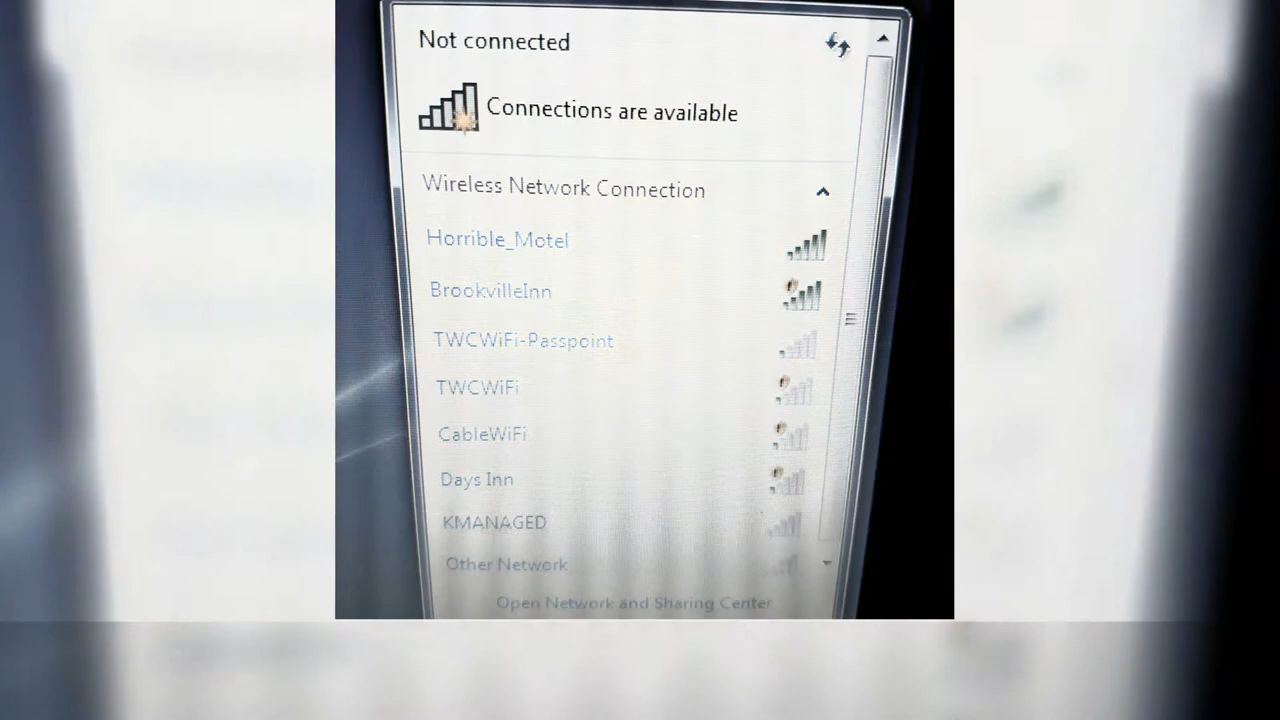 Not connected
Connections are available
Wireless Network Connection
Horrible_Motel
BrookvilleInn
TWCWiFi-Passpoint
TWCWiFi
CableWiFi
Days Inn
KMANAGED
Other Network
Open Network and Sharing Center